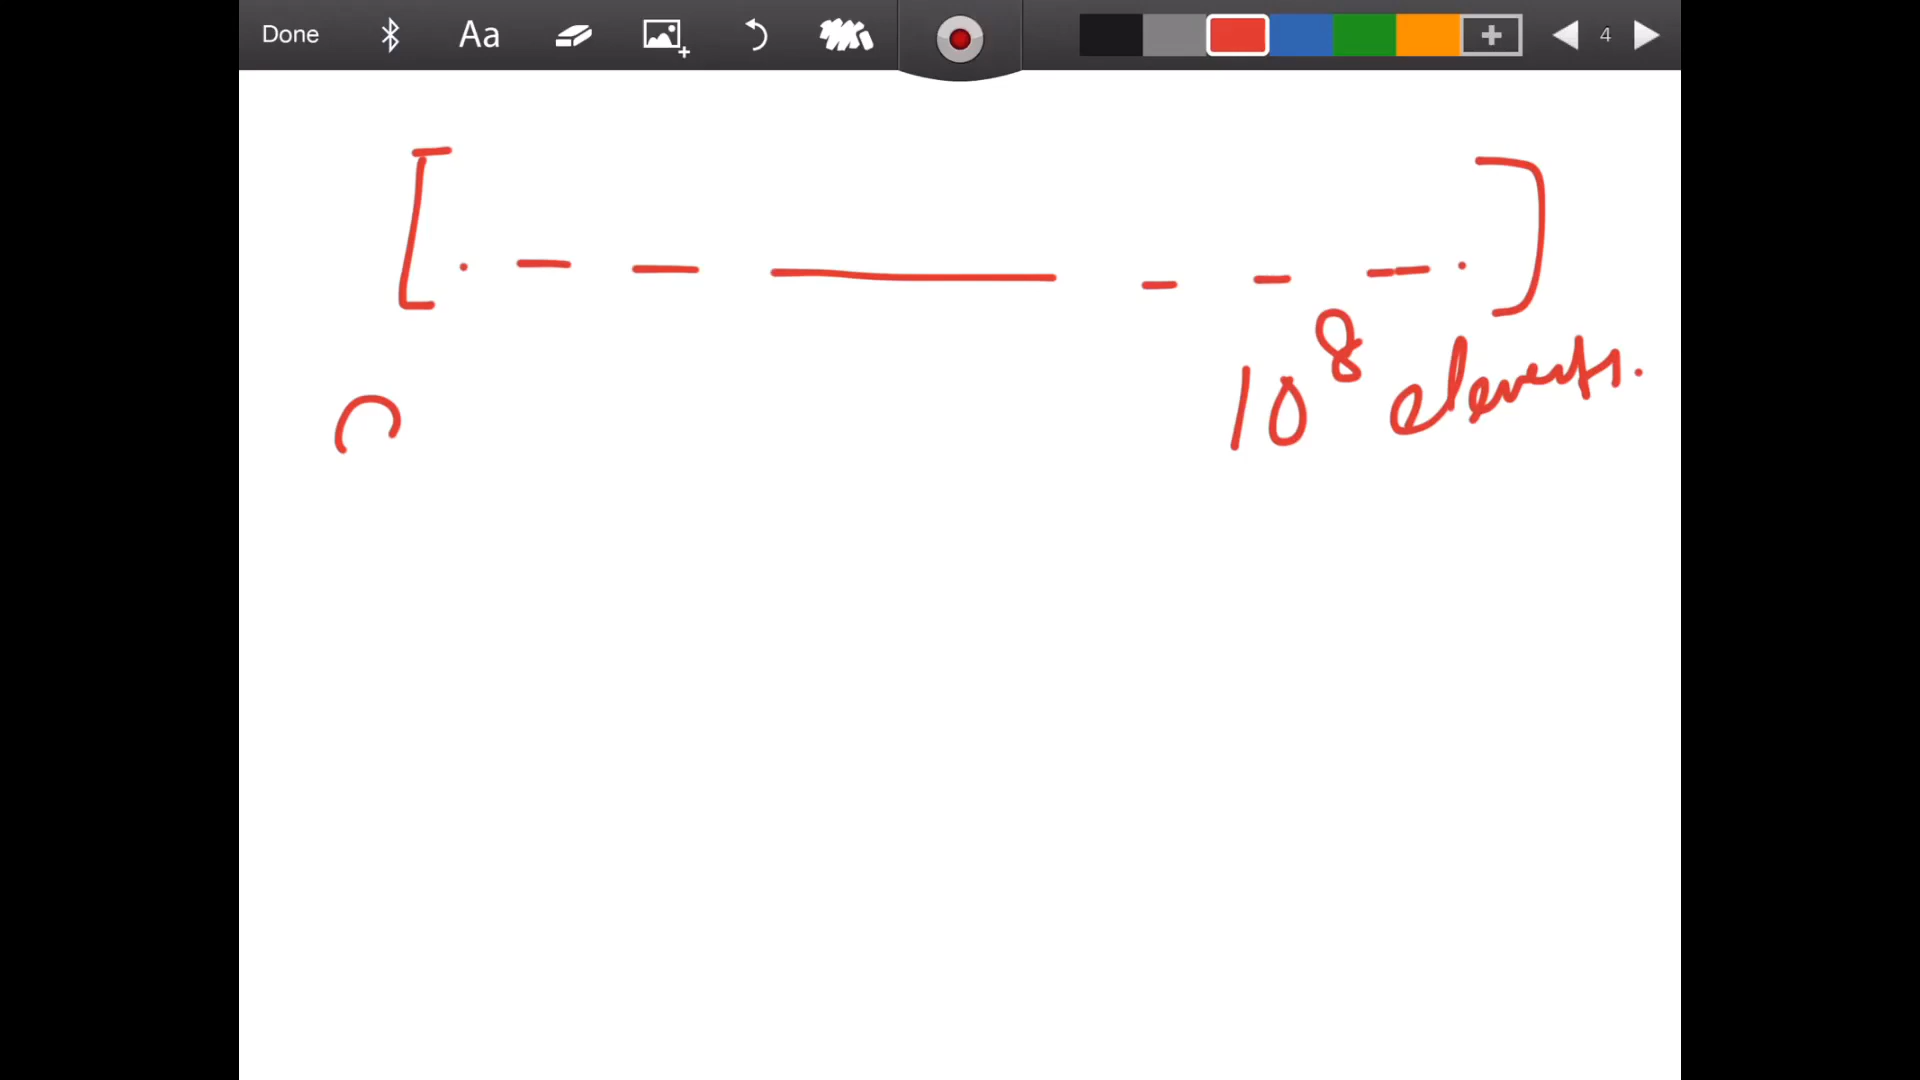 Done Aa 4
[. — — — - - -- . ]
10⁸ elements.